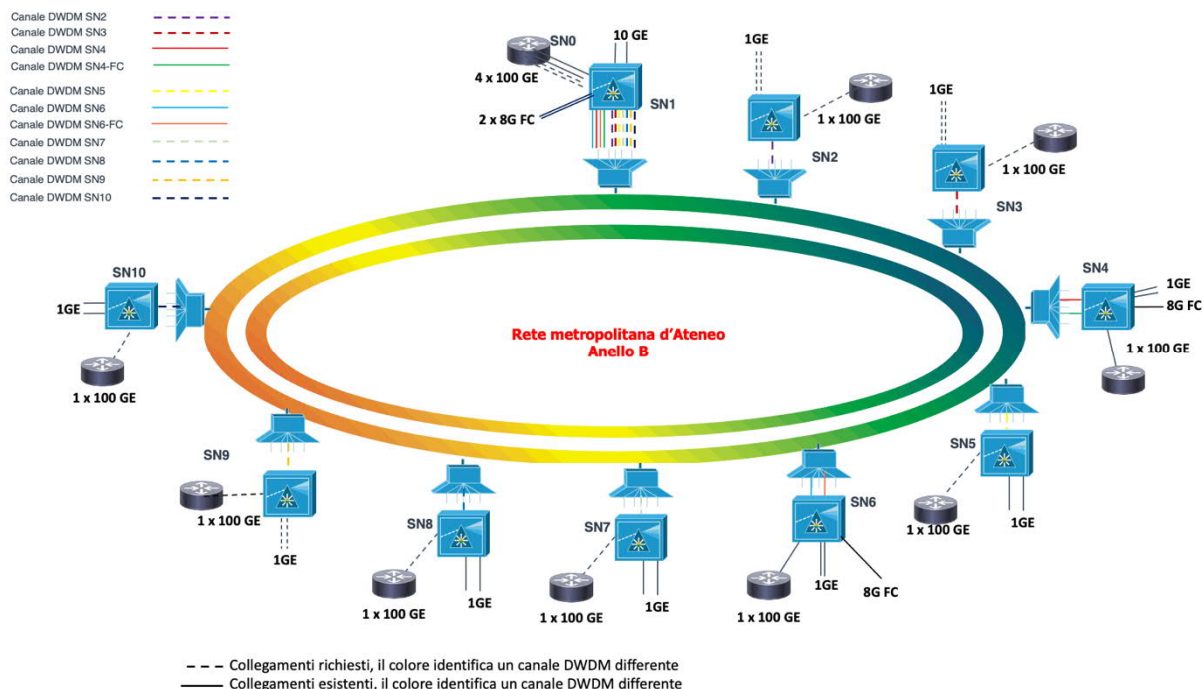 Canale DWDM SN2
Canale DWDM SN3
Canale DWDM SN4
Canale DWDM SN4-FC
Canale DWDM SN5
Canale DWDM SN6
Canale DWDM SN6-FC
Canale DWDM SN7
Canale DWDM SN8
Canale DWDM SN9
Canale DWDM SN10
SN0
10 GE
4 x 100 GE
SN1
2 x 8G FC
1GE
1 x 100 GE
SN2
1GE
1 x 100 GE
SN3
SN4
1GE
8G FC
1 x 100 GE
SN10
1GE
1 x 100 GE
Rete metropolitana d'Ateneo
Anello B
SN9
1 x 100 GE
1GE
SN8
1 x 100 GE
1GE
SN7
1 x 100 GE
1GE
SN6
1 x 100 GE
1GE
8G FC
SN5
1 x 100 GE
1GE
Collegamenti richiesti, il colore identifica un canale DWDM differente
Collegamenti esistenti, il colore identifica un canale DWDM differente